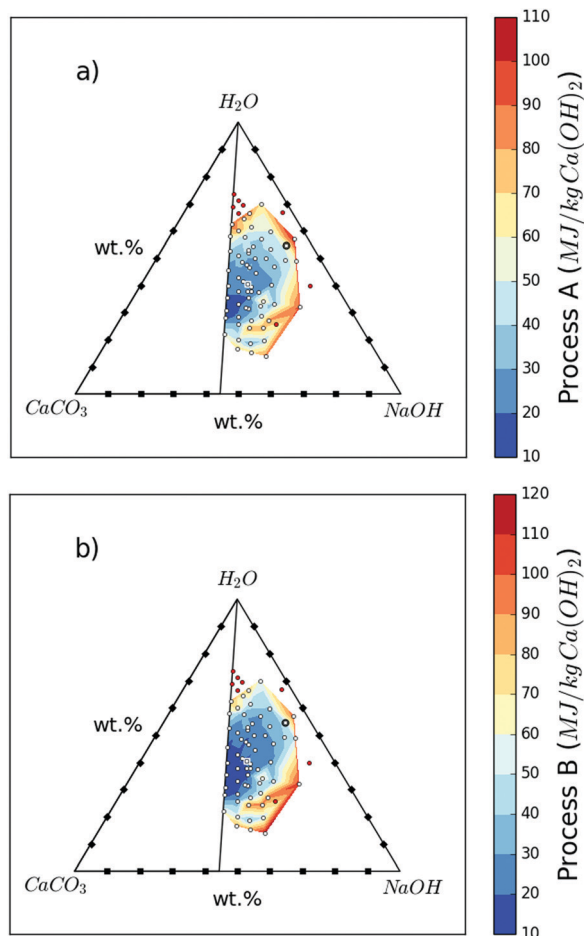 a)
H₂O
wt.%
CaCO₃
NaOH
wt.%
110
100
90
80
70
60
50
40
30
20
10
Process A (MJ/kgCa(OH)₂)
b)
H₂O
wt.%
CaCO₃
NaOH
wt.%
120
110
100
90
80
70
60
50
40
30
20
10
Process B (MJ/kgCa(OH)₂)